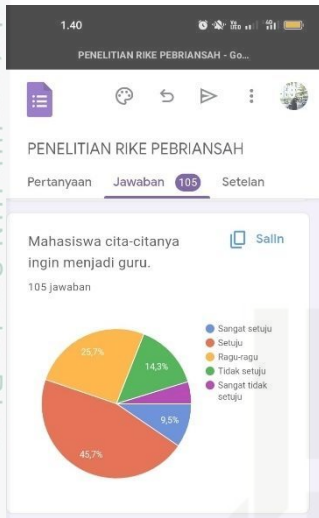 1.40
PENELITIAN RIKE PEBRIANSAH - Go...
PENELITIAN RIKE PEBRIANSAH
Pertanyaan Jawaban 105 Setelan
Mahasiswa cita-citanya
ingin menjadi guru.
Salin
105 jawaban
Sangat setuju
Setuju
Ragu-ragu
Tidak setuju
Sangat tidak
setuju
25,7%
14,3%
9,5%
45,7%